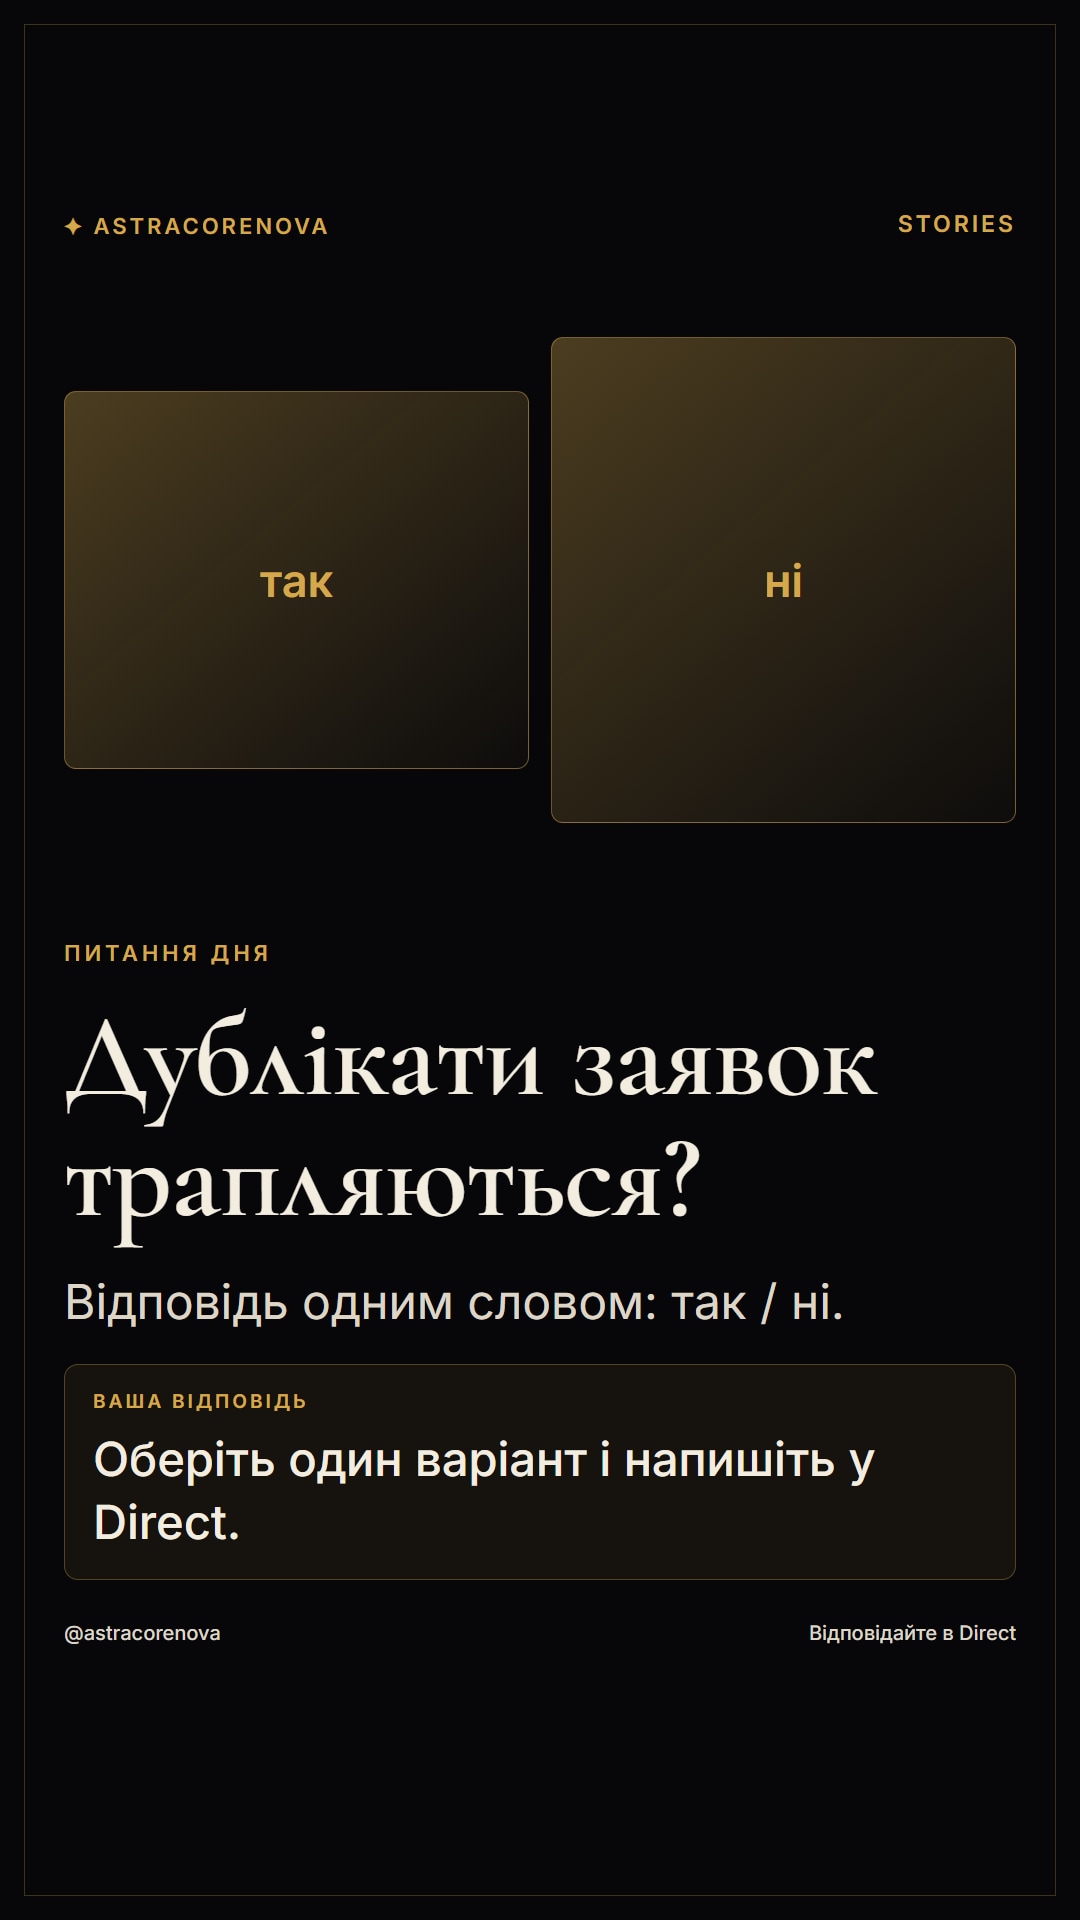 ✦ ASTRACORENOVA
STORIES
так
ні
ПИТАННЯ ДНЯ
Дублікати заявок
трапляються?
Відповідь одним словом: так / ні.
ВАША ВІДПОВІДЬ
Оберіть один варіант і напишіть у
Direct.
@astracorenova
Відповідайте в Direct